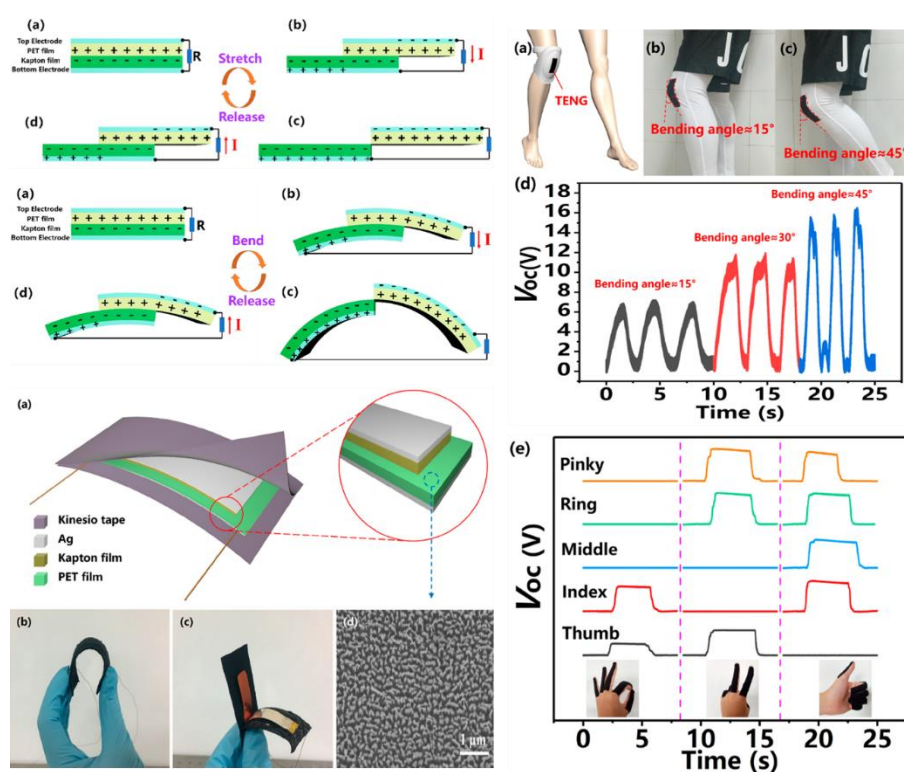 (a)
Top Electrode
PET film
Kapton film
Bottom Electrode
R
Stretch
Release
(b)
I
(d)
I
(c)
(a)
Top Electrode
PET film
Kapton film
Bottom Electrode
R
Bend
Release
(b)
I
(d)
I
(c)
(a)
Kinesio tape
Ag
Kapton film
PET film
(b)
(c)
(d)
1 μm
(a)
TENG
(b)
J O
Bending angle≈15°
(c)
J O
Bending angle≈45°
(d)
Voc(V)
18
16
14
12
10
8
6
4
2
0
Bending angle≈15°
Bending angle≈30°
Bending angle≈45°
0 5 10 15 20 25
Time (s)
(e)
Voc (V)
Pinky
Ring
Middle
Index
Thumb
0 5 10 15 20 25
Time (s)